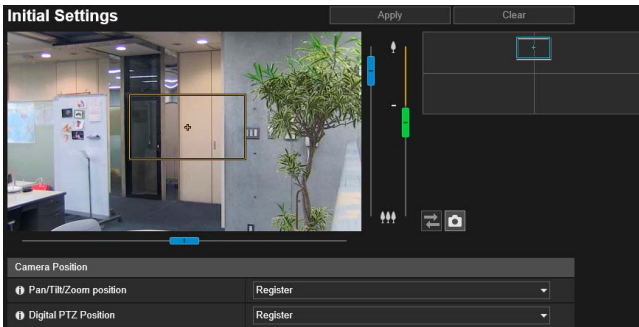 Initial Settings
Apply
Clear
Camera Position
Pan/Tilt/Zoom position
Register
Digital PTZ Position
Register